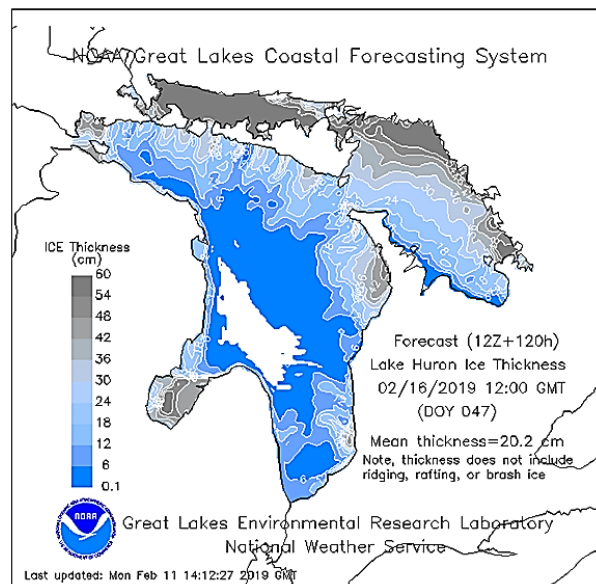 NOAA Great Lakes Coastal Forecasting System
ICE Thickness
(cm)
60
54
48
42
36
30
24
18
12
6
0.1
24
6
Forecast (12Z+120h)
Lake Huron Ice Thickness
02/16/2019 12:00 GMT
(DOY 047)
Mean thickness=20.2 cm
Note, thickness does not include
ridging, rafting, or brash ice
NOAA
Great Lakes Environmental Research Laboratory
National Weather Service
Last updated: Mon Feb 11 14:12:27 2019 GMT